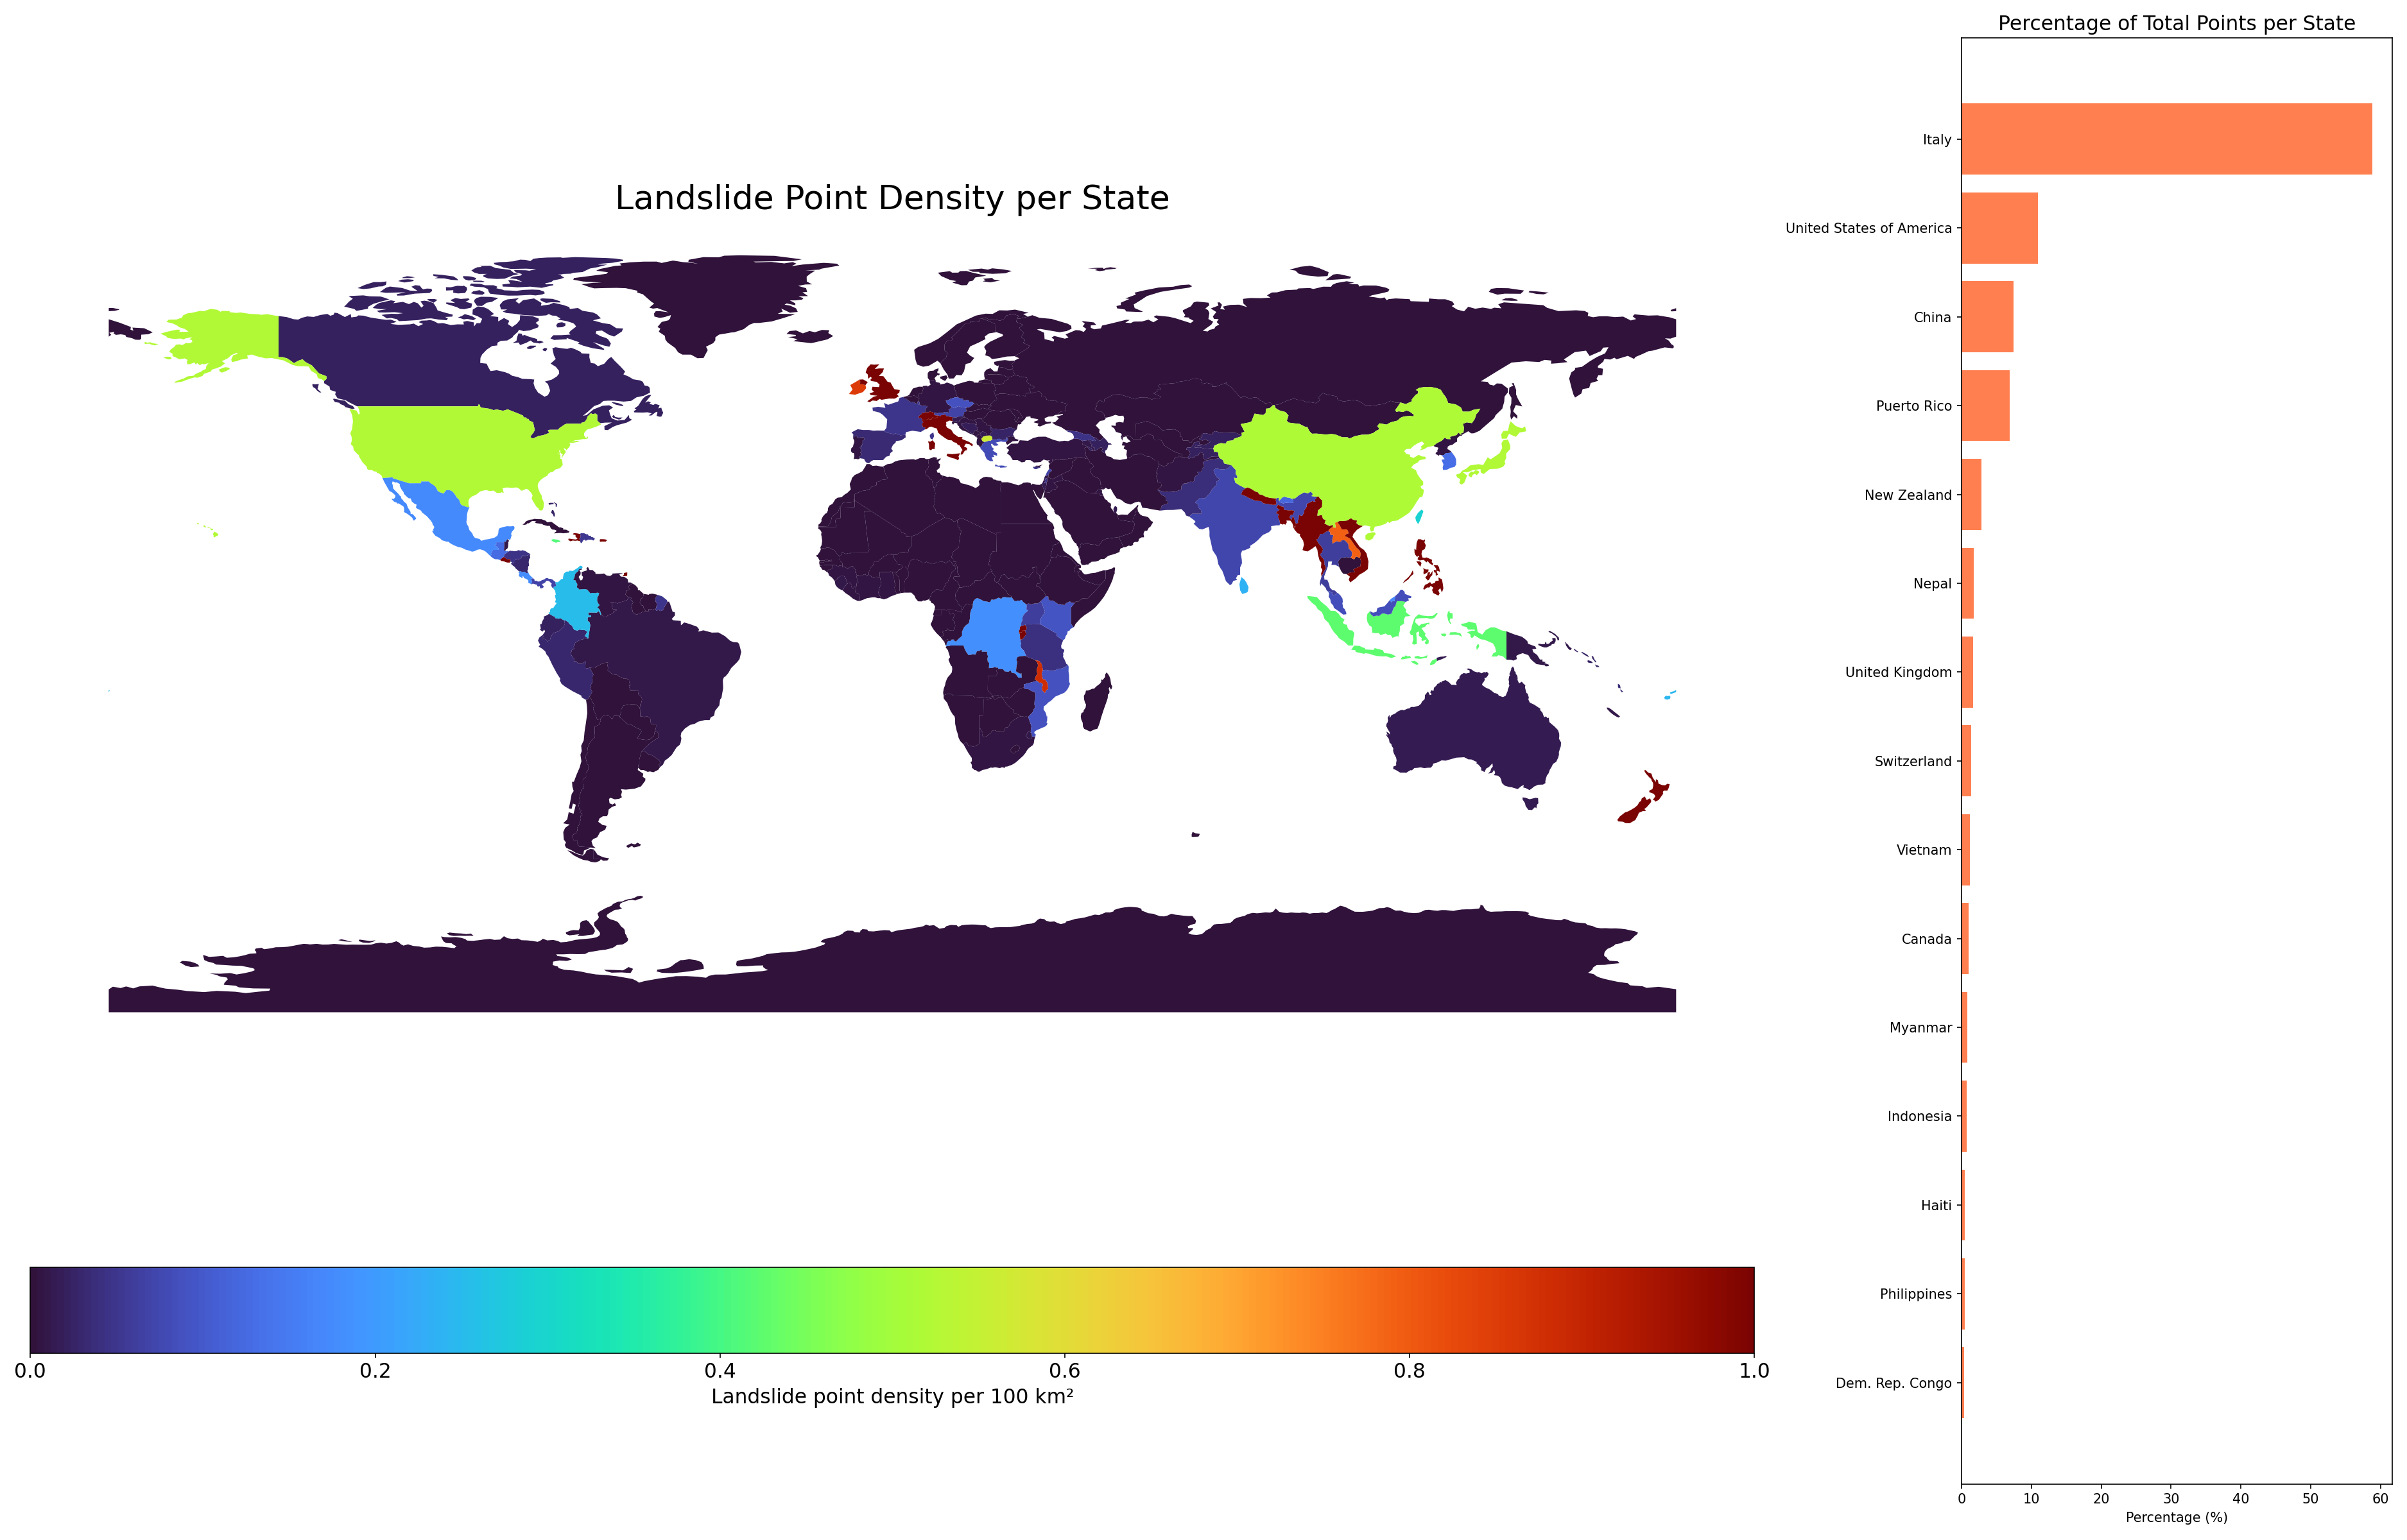 Landslide Point Density per State
0.0 0.2 0.4 0.6 0.8 1.0
Landslide point density per 100 km²
Percentage of Total Points per State
Italy
United States of America
China
Puerto Rico
New Zealand
Nepal
United Kingdom
Switzerland
Vietnam
Canada
Myanmar
Indonesia
Haiti
Philippines
Dem. Rep. Congo
0 10 20 30 40 50 60
Percentage (%)